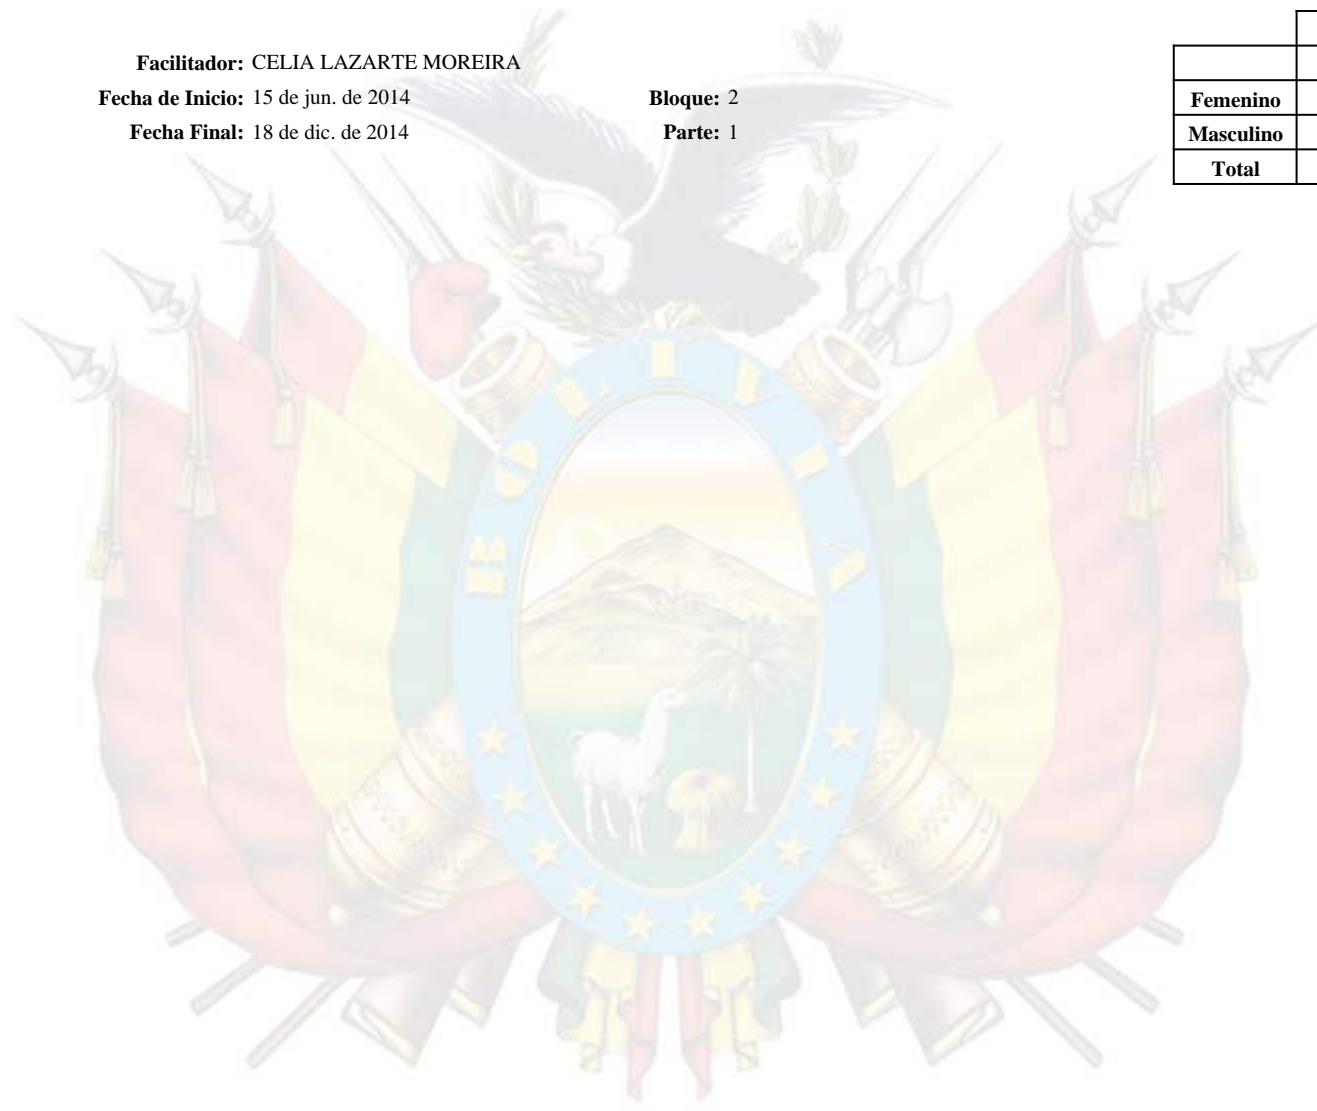 Facilitador: CELIA LAZARTE MOREIRA
Fecha de Inicio: 15 de jun. de 2014 Bloque: 2
Fecha Final: 18 de dic. de 2014 Parte: 1
Femenino
Masculino
Total
BOLIVIA